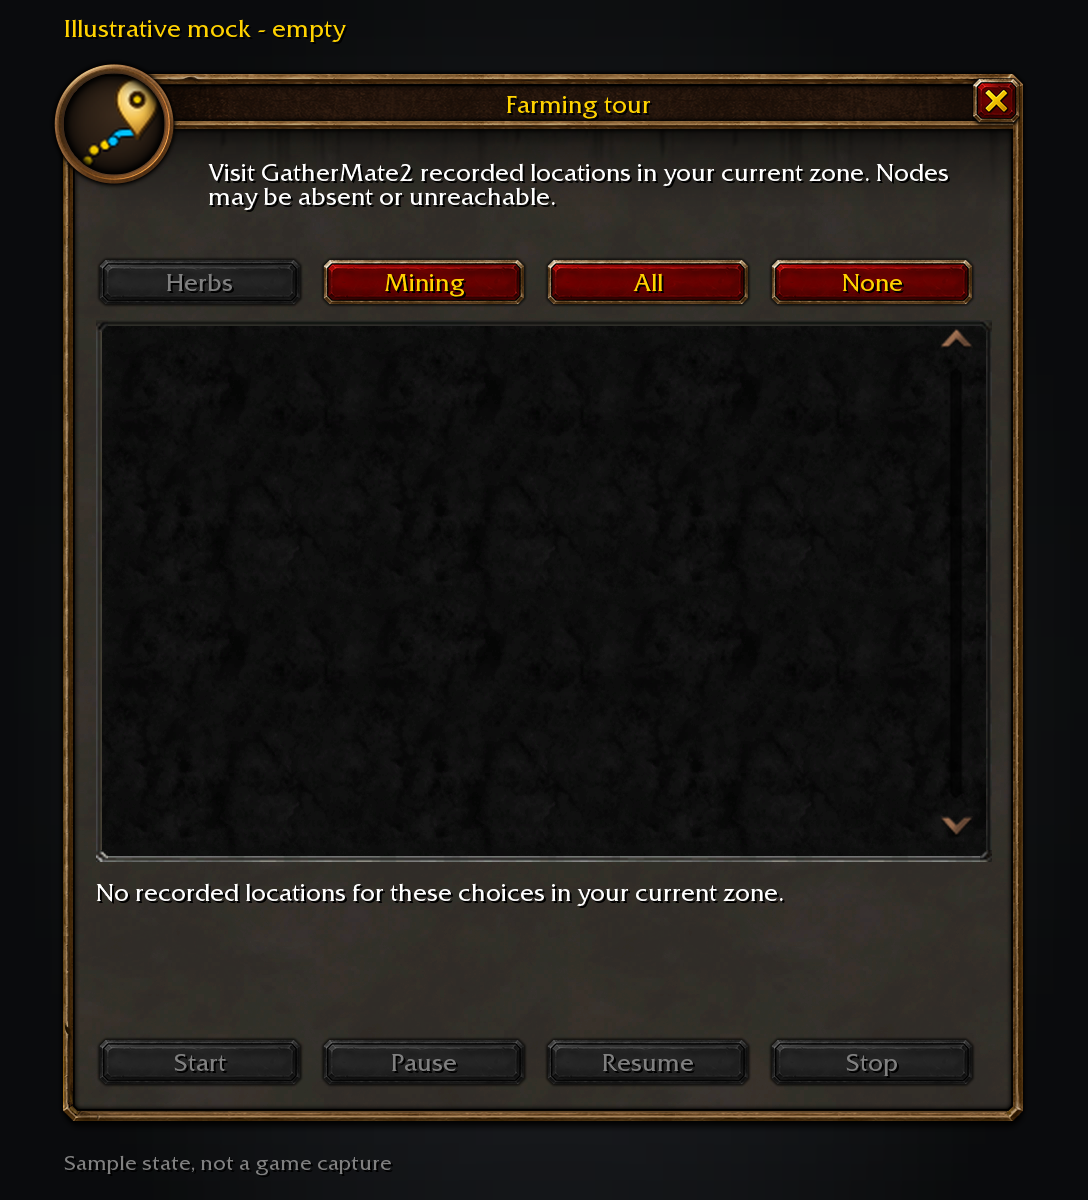 Illustrative mock - empty
Farming tour
Visit GatherMate2 recorded locations in your current zone. Nodes
may be absent or unreachable.
Herbs
Mining
All
None
No recorded locations for these choices in your current zone.
Start
Pause
Resume
Stop
Sample state, not a game capture